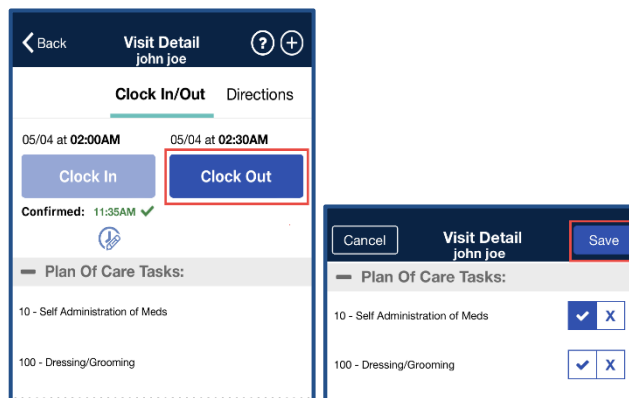 Back
Visit Detail
john joe
?
Clock In/Out Directions
05/04 at 02:00AM 05/04 at 02:30AM
Clock In Clock Out
Confirmed: 11:35AM
Plan Of Care Tasks:
10 - Self Administration of Meds
100 - Dressing/Grooming
Cancel
Visit Detail
john joe
Save
Plan Of Care Tasks:
10 - Self Administration of Meds X
100 - Dressing/Grooming X